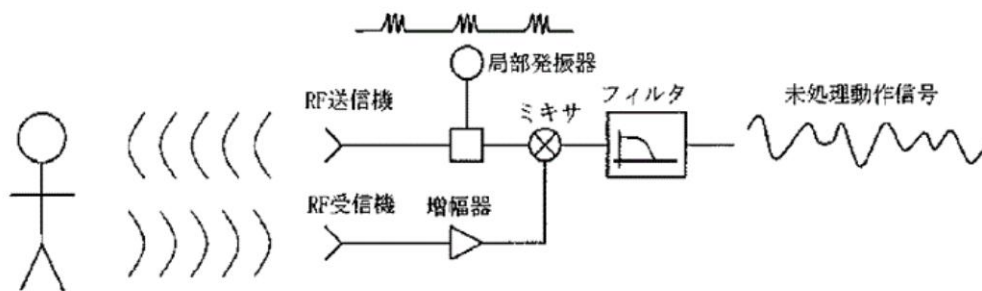 局部発振器
RF送信機
ミキサ
フィルタ
未処理動作信号
RF受信機
増幅器